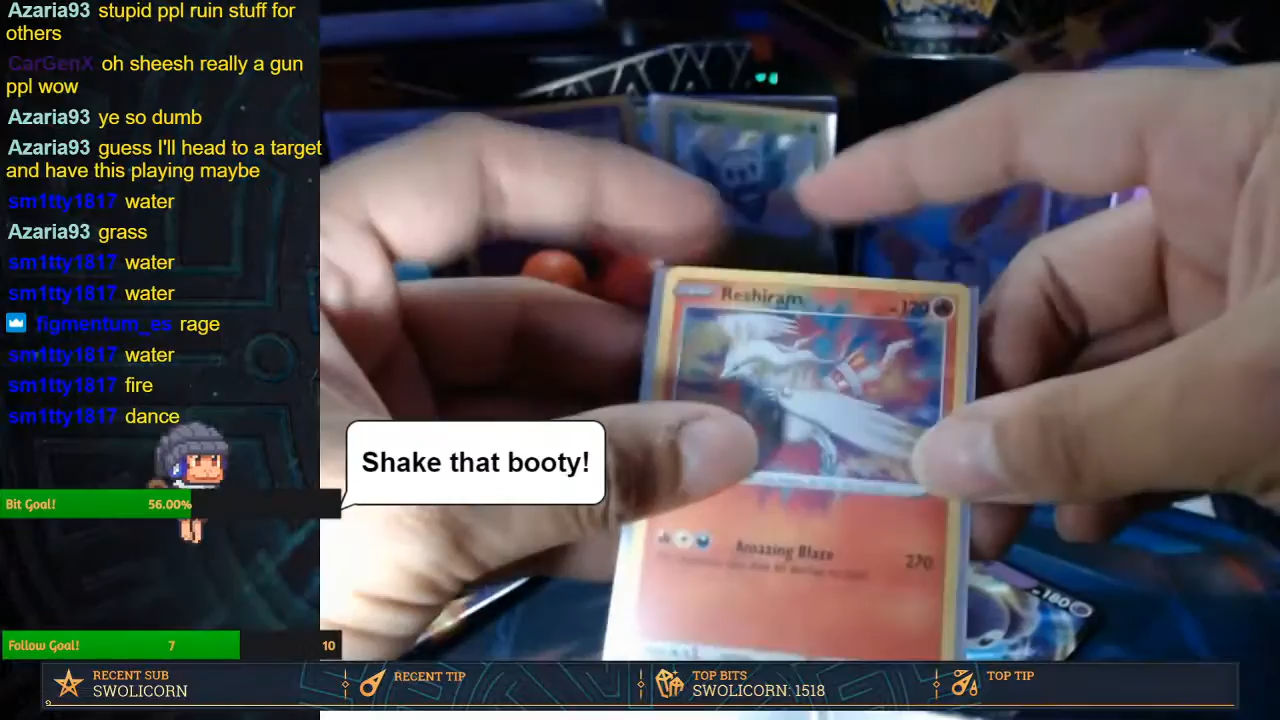 Azaria93 stupid ppl ruin stuff for
others
CarGenX oh sheesh really a gun
ppl wow
Azaria93 ye so dumb
Azaria93 guess I'll head to a target
and have this playing maybe
sm1tty1817 water
Azaria93 grass
sm1tty1817 water
sm1tty1817 water
figmentum_es rage
sm1tty1817 water
sm1tty1817 fire
sm1tty1817 dance
Shake that booty!
Bit Goal! 56.00%
Follow Goal! 7 10
Reshiram 120
Amazing Blaze 270
180
RECENT SUB
SWOLICORN
RECENT TIP
TOP BITS
SWOLICORN: 1518
TOP TIP